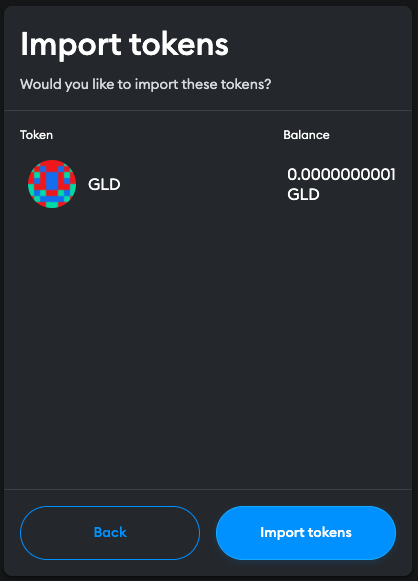 Import tokens
Would you like to import these tokens?
Token Balance
GLD 0.0000000001
GLD
Back Import tokens